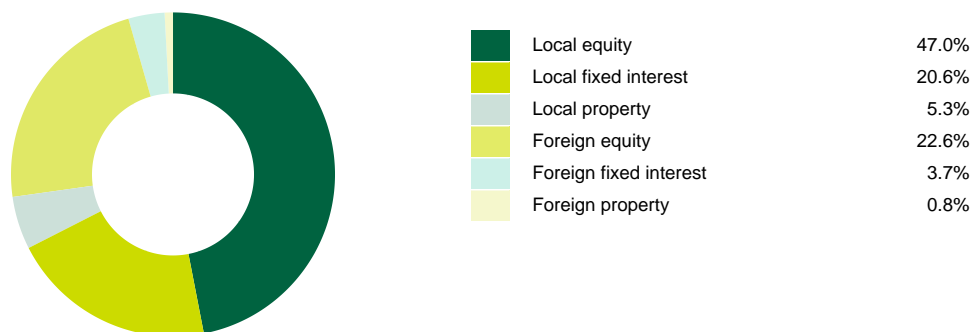 Local equity 47.0%
Local fixed interest 20.6%
Local property 5.3%
Foreign equity 22.6%
Foreign fixed interest 3.7%
Foreign property 0.8%